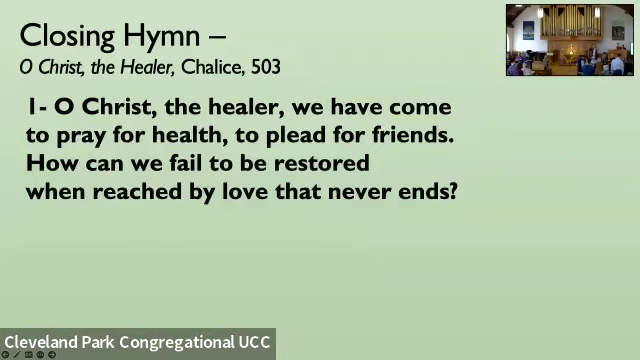 Closing Hymn –
O Christ, the Healer, Chalice, 503
1- O Christ, the healer, we have come
to pray for health, to plead for friends.
How can we fail to be restored
when reached by love that never ends?
Cleveland Park Congregational UCC